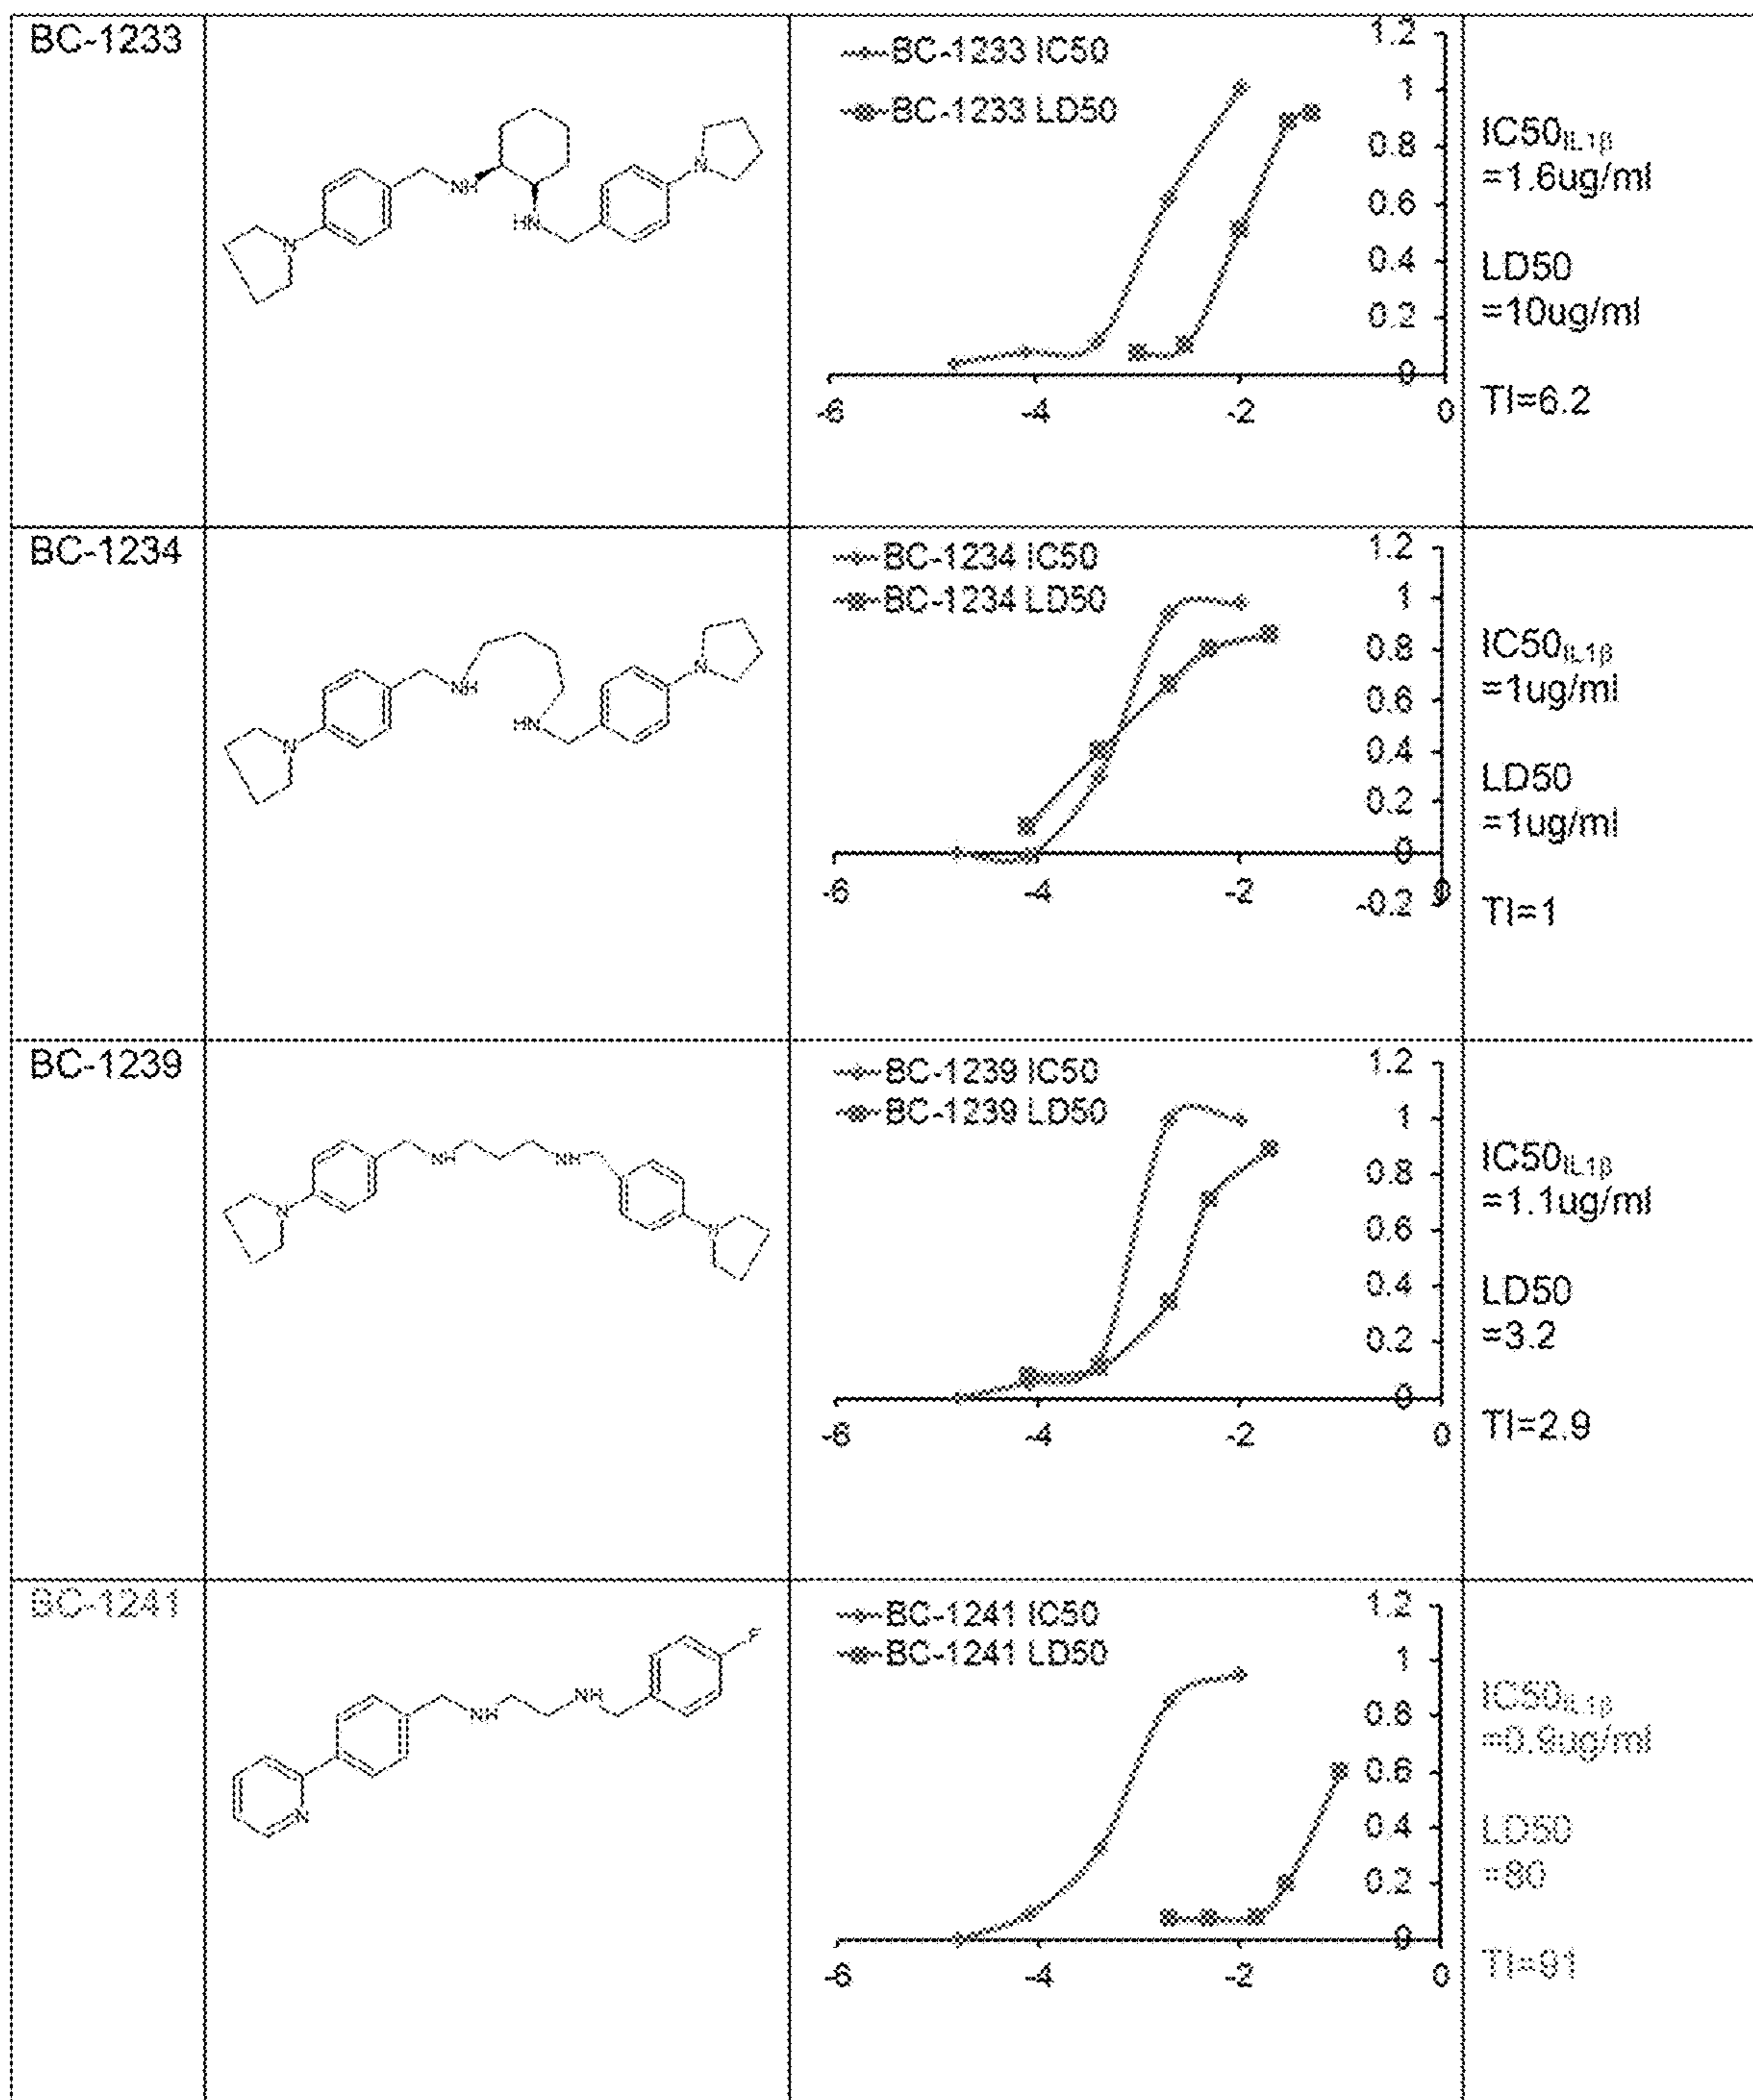 BC-1233
NH
HN
N
N
BC-1233 IC50
BC-1233 LD50
1.2
1
0.8
0.6
0.4
0.2
0
-6
-4
-2
0
IC50IL1β
=1.6ug/ml
LD50
=10ug/ml
TI=6.2
BC-1234
NH
HN
N
N
BC-1234 IC50
BC-1234 LD50
1.2
1
0.8
0.6
0.4
0.2
0
-0.2
-6
-4
-2
0
IC50IL1β
=1ug/ml
LD50
=1ug/ml
TI=1
BC-1239
NH
NH
N
N
BC-1239 IC50
BC-1239 LD50
1.2
1
0.8
0.6
0.4
0.2
0
-6
-4
-2
0
IC50IL1β
=1.1ug/ml
LD50
=3.2
TI=2.9
BC-1241
F
NH
NH
N
BC-1241 IC50
BC-1241 LD50
1.2
1
0.8
0.6
0.4
0.2
0
-6
-4
-2
0
IC50IL1β
=0.9ug/ml
LD50
=80
TI=91